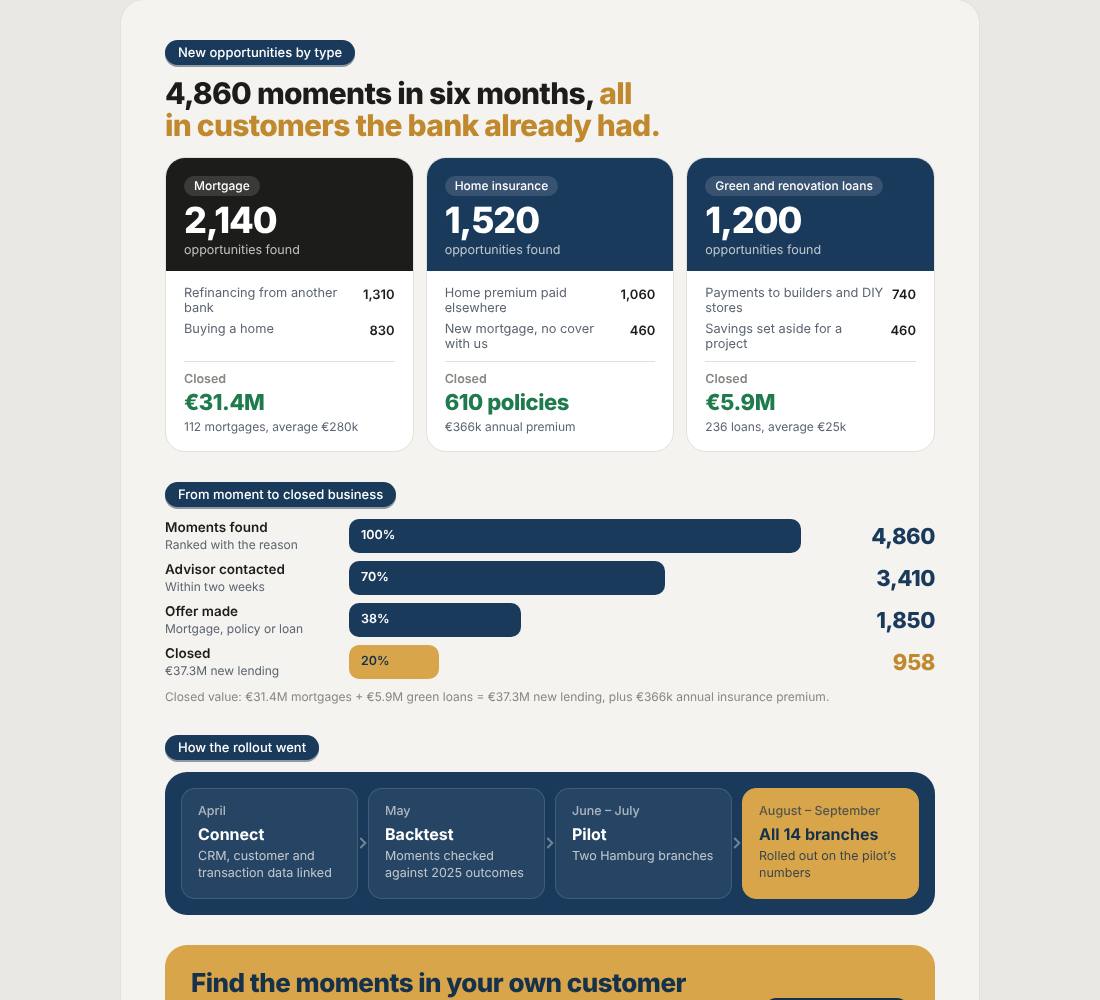 New opportunities by type
4,860 moments in six months, all
in customers the bank already had.
Mortgage
2,140
opportunities found
Refinancing from another
bank
1,310
Buying a home
830
Closed
€31.4M
112 mortgages, average €280k
Home insurance
1,520
opportunities found
Home premium paid
elsewhere
1,060
New mortgage, no cover
with us
460
Closed
610 policies
€366k annual premium
Green and renovation loans
1,200
opportunities found
Payments to builders and DIY
stores
740
Savings set aside for a
project
460
Closed
€5.9M
236 loans, average €25k
From moment to closed business
Moments found
Ranked with the reason
100%
4,860
Advisor contacted
Within two weeks
70%
3,410
Offer made
Mortgage, policy or loan
38%
1,850
Closed
€37.3M new lending
20%
958
Closed value: €31.4M mortgages + €5.9M green loans = €37.3M new lending, plus €366k annual insurance premium.
How the rollout went
April
Connect
CRM, customer and
transaction data linked
May
Backtest
Moments checked
against 2025 outcomes
June – July
Pilot
Two Hamburg branches
August – September
All 14 branches
Rolled out on the pilot’s
numbers
Find the moments in your own customer